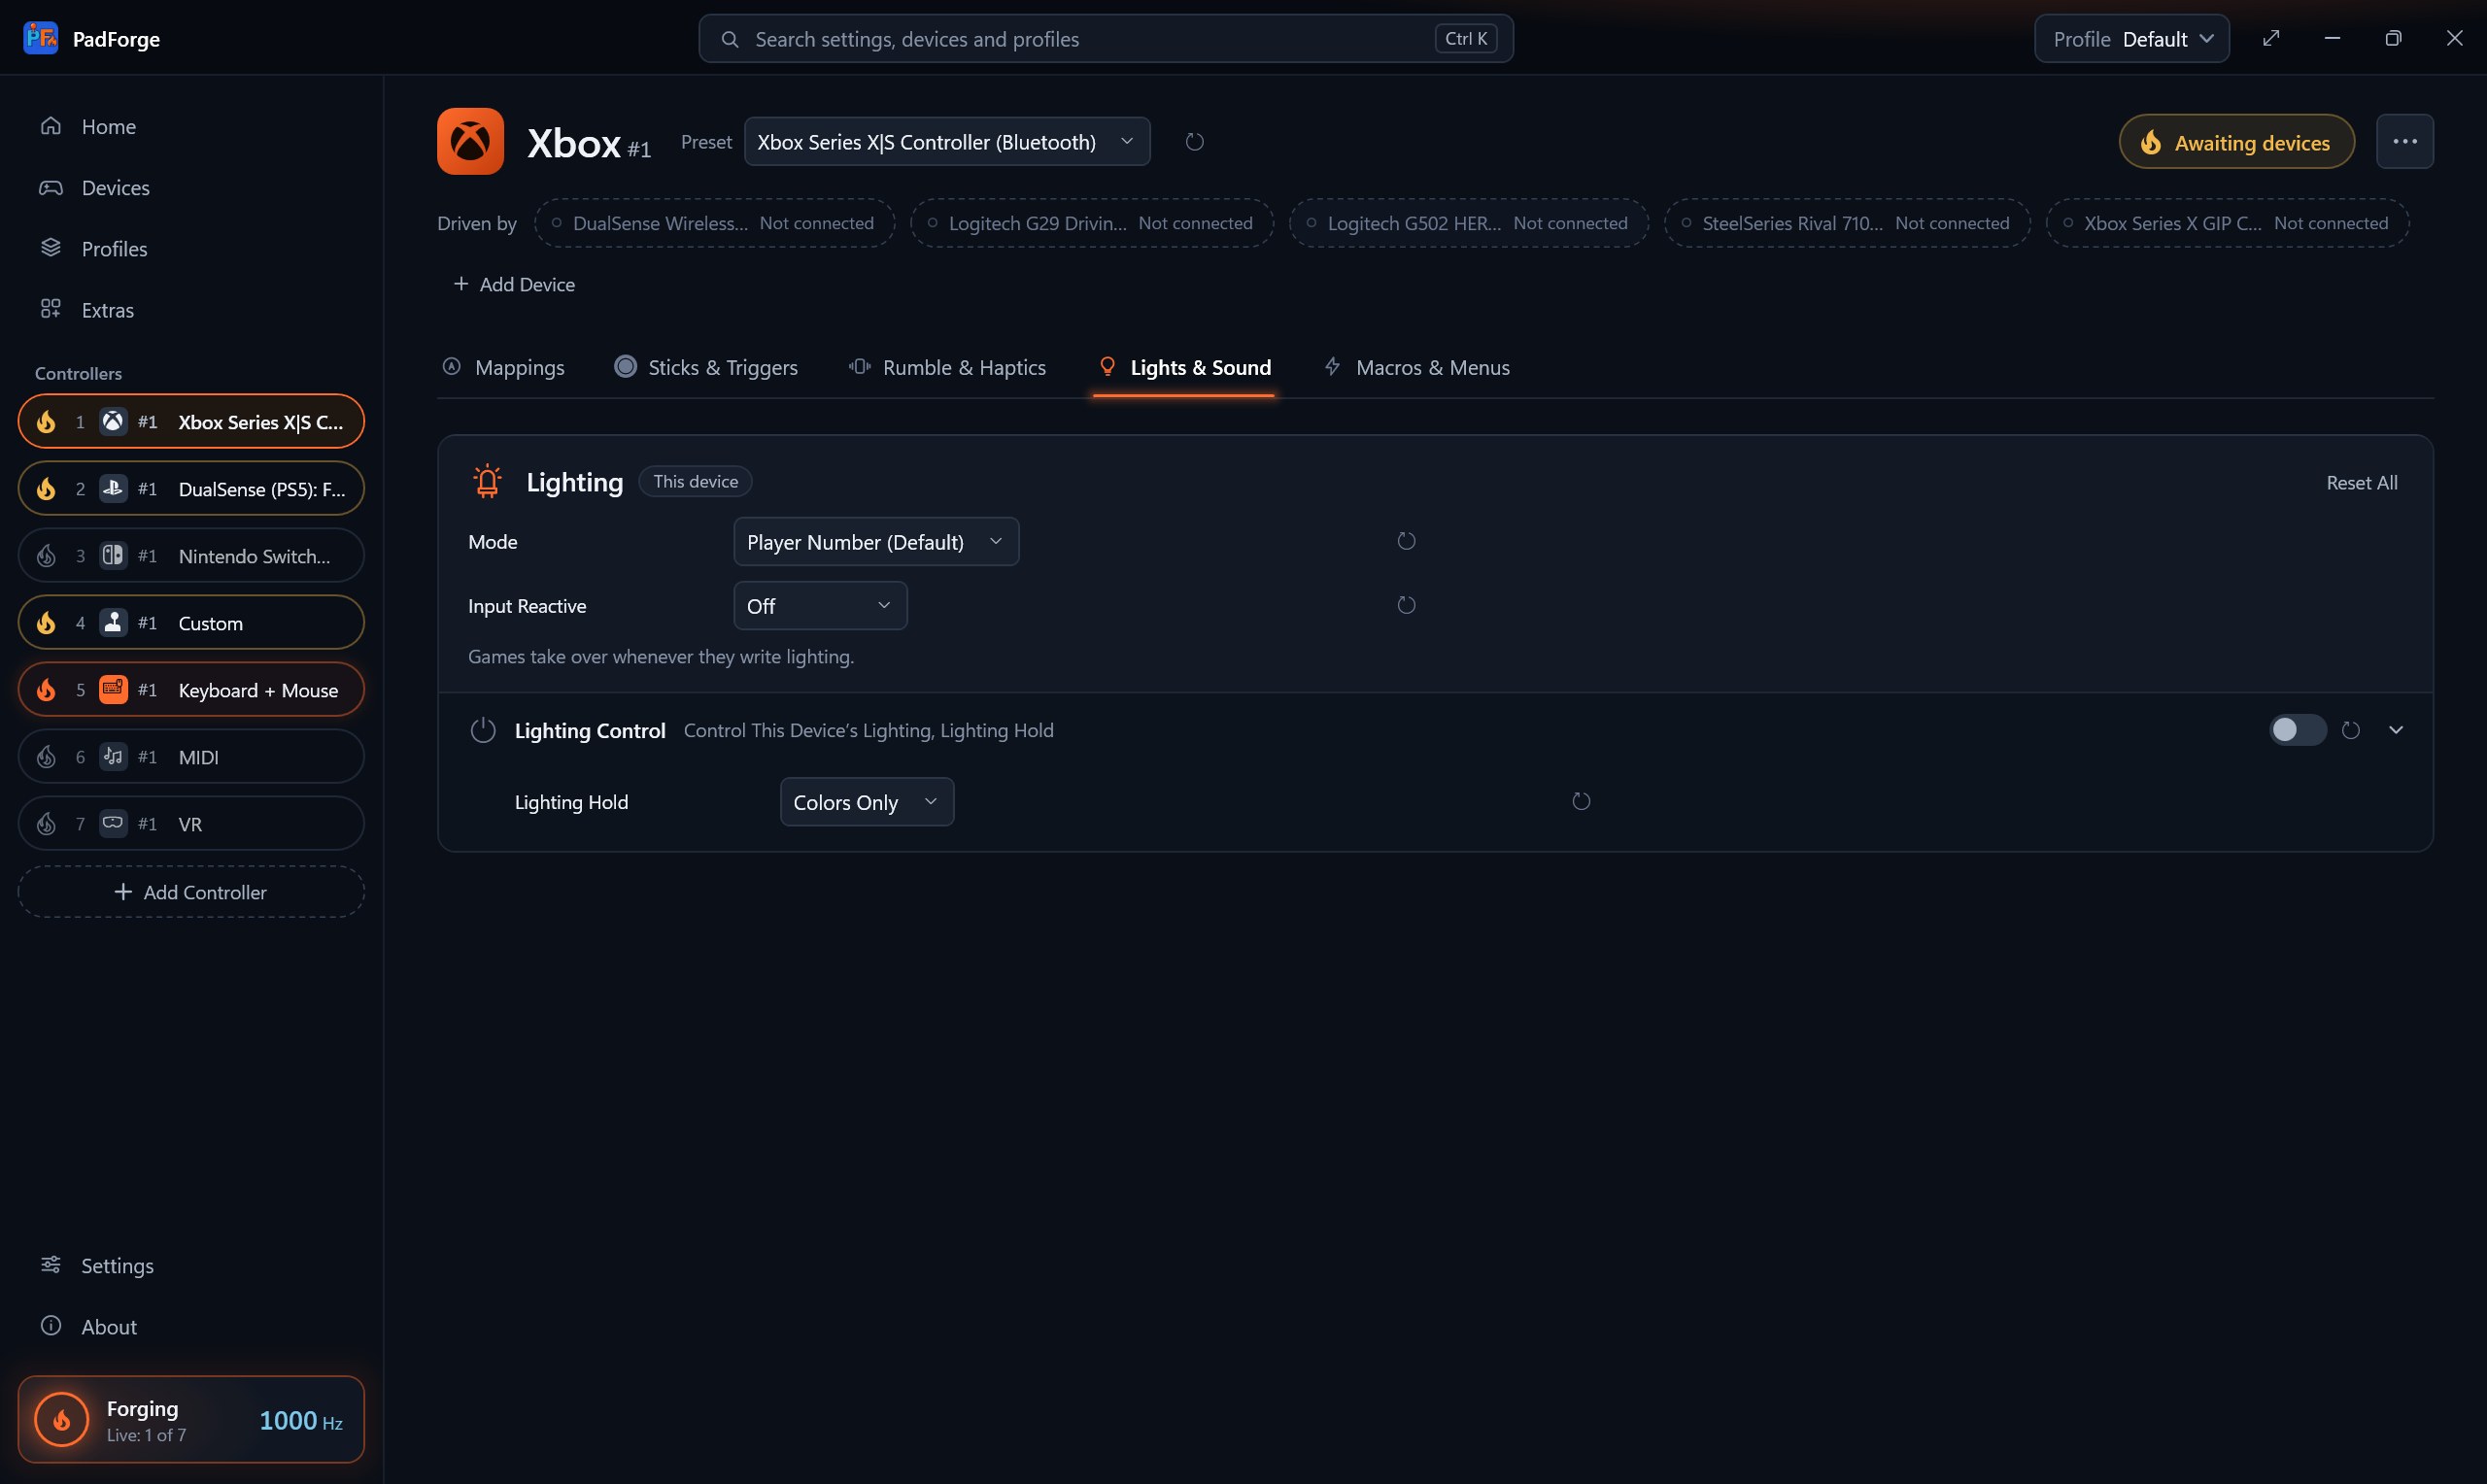 PadForge
Search settings, devices and profiles
Ctrl K
Profile Default
Home
Devices
Profiles
Extras
Controllers
1 #1 Xbox Series X|S C...
2 #1 DualSense (PS5): F...
3 #1 Nintendo Switch...
4 #1 Custom
5 #1 Keyboard + Mouse
6 #1 MIDI
7 #1 VR
Add Controller
Settings
About
Forging
Live: 1 of 7
1000 Hz
Xbox #1
Preset
Xbox Series X|S Controller (Bluetooth)
Awaiting devices
Driven by
DualSense Wireless... Not connected
Logitech G29 Drivin... Not connected
Logitech G502 HER... Not connected
SteelSeries Rival 710... Not connected
Xbox Series X GIP C... Not connected
+ Add Device
Mappings
Sticks & Triggers
Rumble & Haptics
Lights & Sound
Macros & Menus
Lighting
This device
Reset All
Mode
Player Number (Default)
Input Reactive
Off
Games take over whenever they write lighting.
Lighting Control
Control This Device’s Lighting, Lighting Hold
Lighting Hold
Colors Only